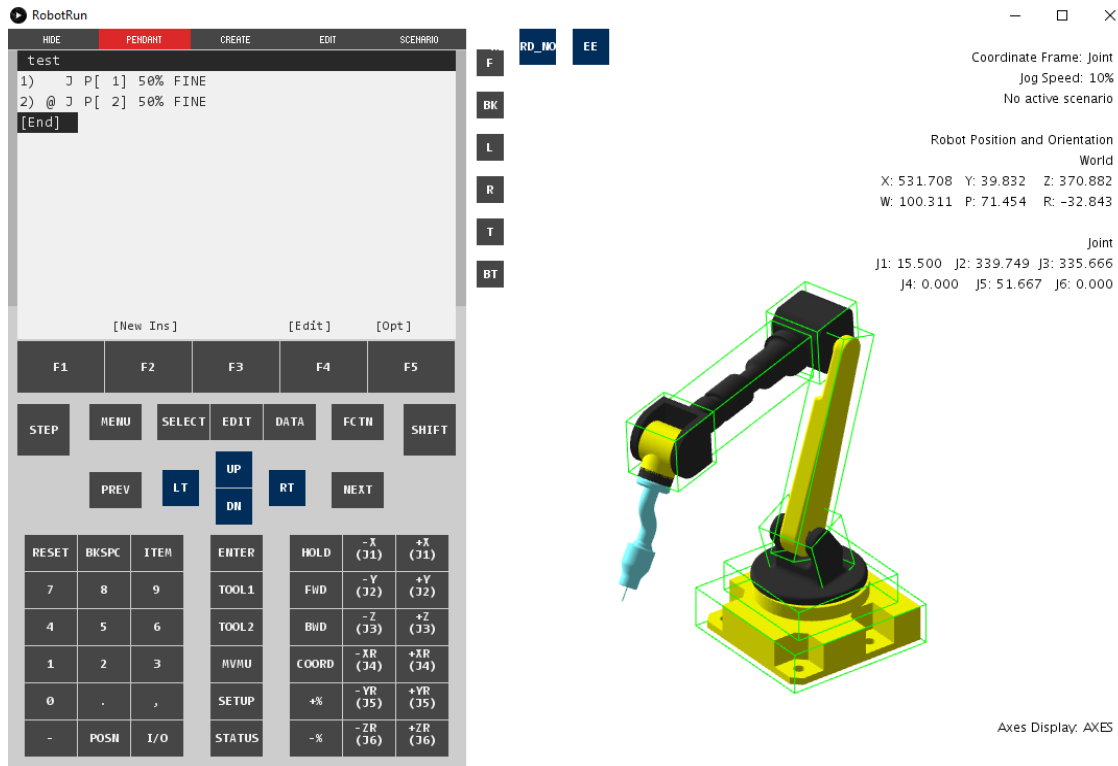 RobotRun
HIDE PENDANT CREATE EDIT SCENARIO
test
1) J P[ 1] 50% FINE
2) @ J P[ 2] 50% FINE
[End]
[New Ins] [Edit] [Opt]
F1 F2 F3 F4 F5
STEP MENU SELECT EDIT DATA FCTN SHIFT
PREV LT UP DN RT NEXT
RESET BKSPC ITEM ENTER HOLD -X (J1) +X (J1)
7 8 9 TOOL1 FWD -Y (J2) +Y (J2)
4 5 6 TOOL2 BWD -Z (J3) +Z (J3)
1 2 3 MVMU COORD -XR (J4) +XR (J4)
0 . , SETUP +% -YR (J5) +YR (J5)
- POSN I/O STATUS -% -ZR (J6) +ZR (J6)
RD_NO EE
F
BK
L
R
T
BT
Coordinate Frame: Joint
Jog Speed: 10%
No active scenario
Robot Position and Orientation
World
X: 531.708 Y: 39.832 Z: 370.882
W: 100.311 P: 71.454 R: -32.843
Joint
J1: 15.500 J2: 339.749 J3: 335.666
J4: 0.000 J5: 51.667 J6: 0.000
Axes Display: AXES